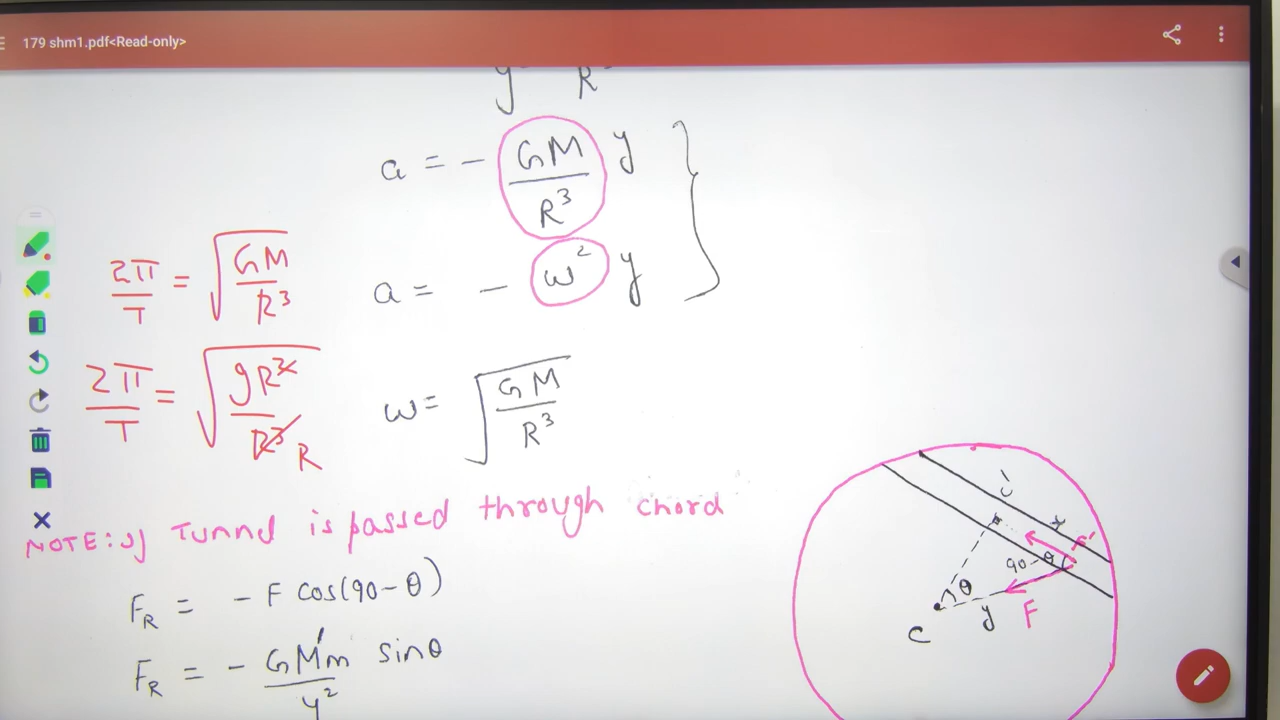 179 shm1.pdf<Read-only>
y R
a = - GM/R³ y
a = - ω² y
2π/T = √(GM/R³)
2π/T = √(gR²/R³) R
ω = √(GM/R³)
NOTE:1) Tunnel is passed through chord
F_R = - F cos(90-θ)
F_R = - GM'm/y² sinθ
c'
x
F'
90-θ
θ
y
F
C